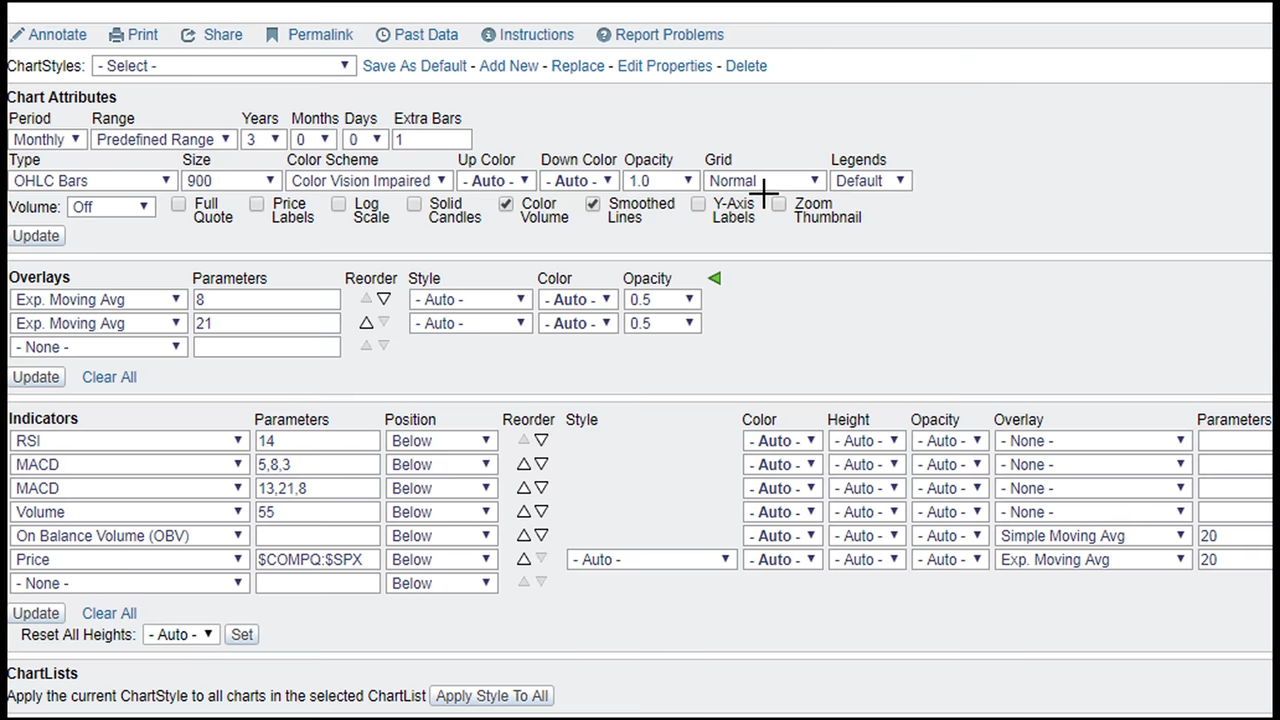 Annotate Print Share Permalink Past Data Instructions Report Problems
ChartStyles: - Select - Save As Default - Add New - Replace - Edit Properties - Delete
Chart Attributes
Period Range Years Months Days Extra Bars
Monthly Predefined Range 3 0 0 1
Type Size Color Scheme Up Color Down Color Opacity Grid Legends
OHLC Bars 900 Color Vision Impaired - Auto - - Auto - 1.0 Normal Default
Volume: Off Full Quote Price Labels Log Scale Solid Candles Color Volume Smoothed Lines Y-Axis Labels Zoom Thumbnail
Update
Overlays Parameters Reorder Style Color Opacity
Exp. Moving Avg 8 - Auto - - Auto - 0.5
Exp. Moving Avg 21 - Auto - - Auto - 0.5
- None -
Update Clear All
Indicators Parameters Position Reorder Style Color Height Opacity Overlay Parameters
RSI 14 Below - Auto - - Auto - - Auto - - None -
MACD 5,8,3 Below - Auto - - Auto - - Auto - - None -
MACD 13,21,8 Below - Auto - - Auto - - Auto - - None -
Volume 55 Below - Auto - - Auto - - Auto - - None -
On Balance Volume (OBV) Below - Auto - - Auto - - Auto - Simple Moving Avg 20
Price $COMPQ:$SPX Below - Auto - - Auto - - Auto - - Auto - Exp. Moving Avg 20
- None - Below
Update Clear All
Reset All Heights: - Auto - Set
ChartLists
Apply the current ChartStyle to all charts in the selected ChartList Apply Style To All